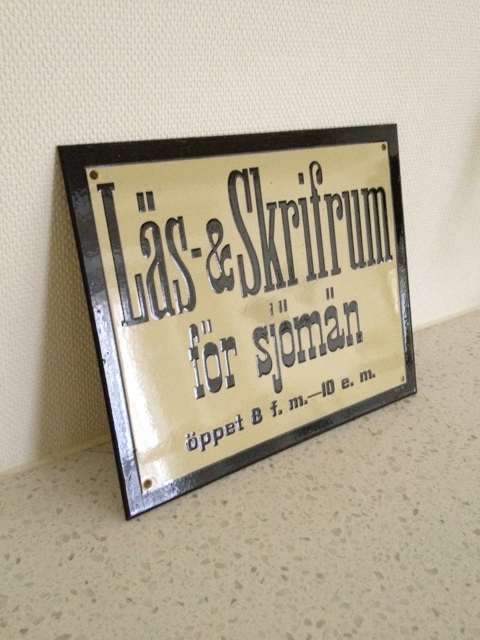 Läs- & Skrifrum
för sjömän
öppet 8 f. m.—10 e. m.